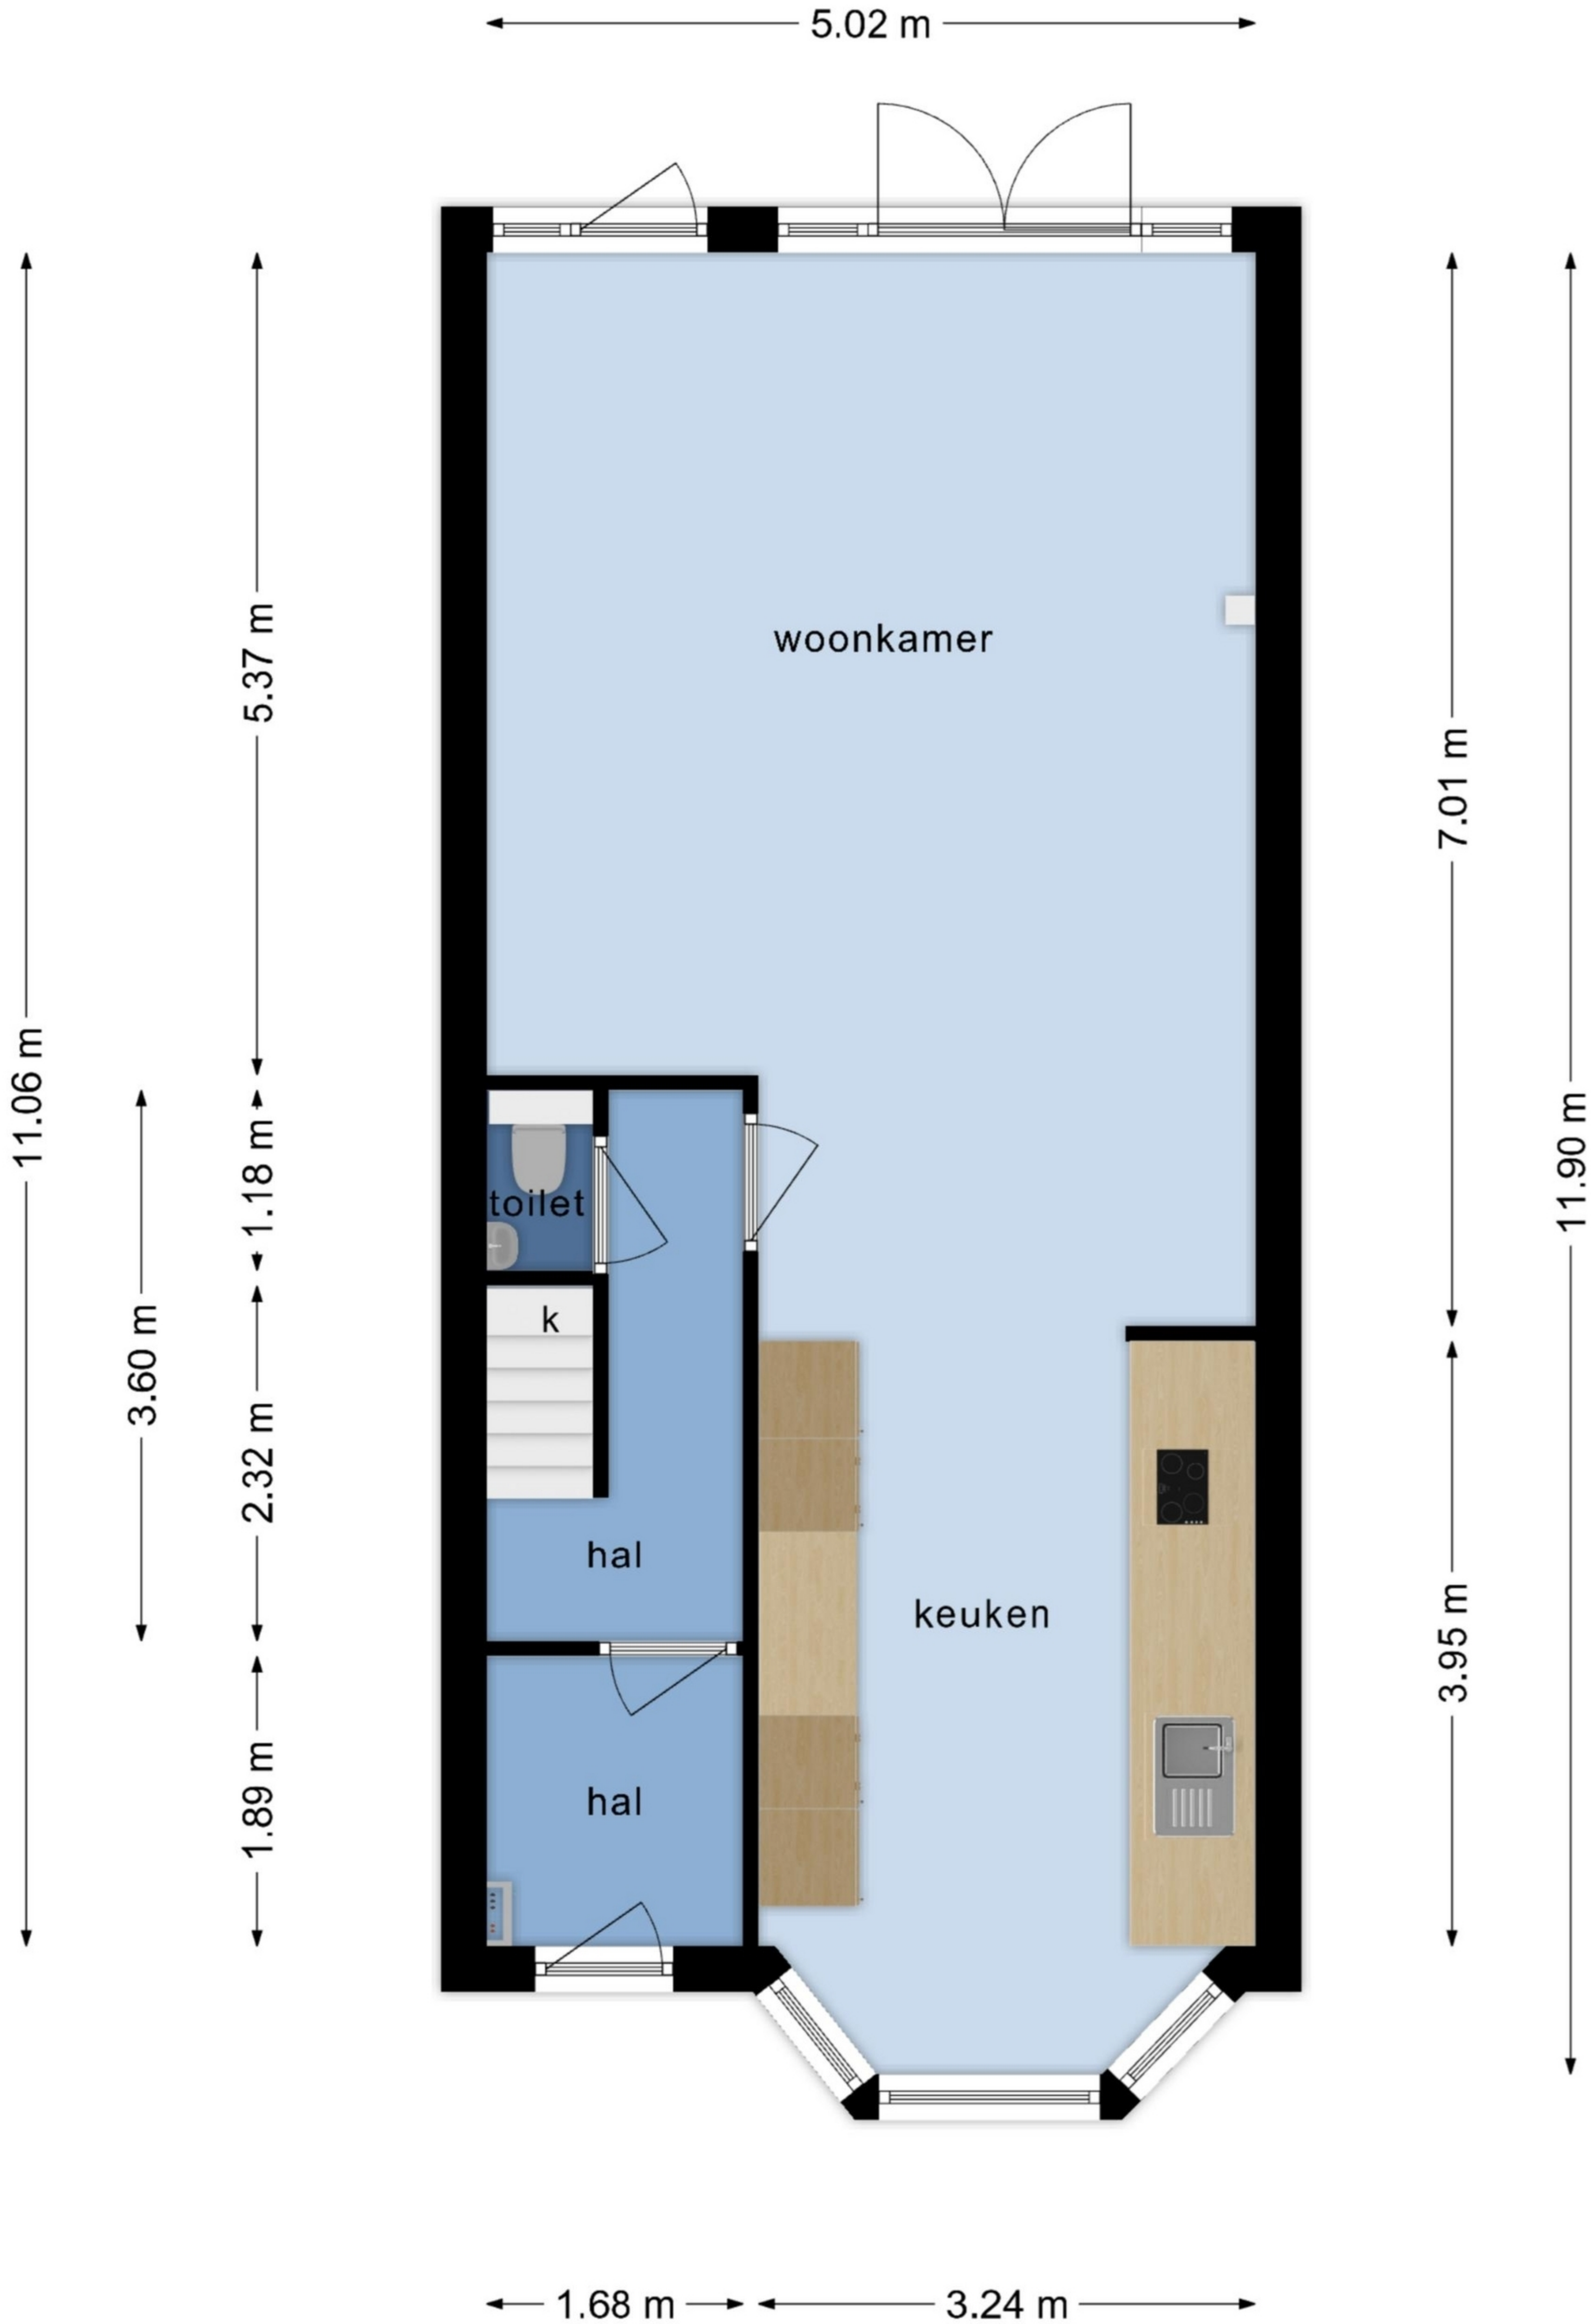 5.02 m
5.37 m
woonkamer
7.01 m
11.06 m
11.90 m
1.18 m
toilet
k
3.60 m
2.32 m
hal
keuken
3.95 m
1.89 m
hal
1.68 m
3.24 m